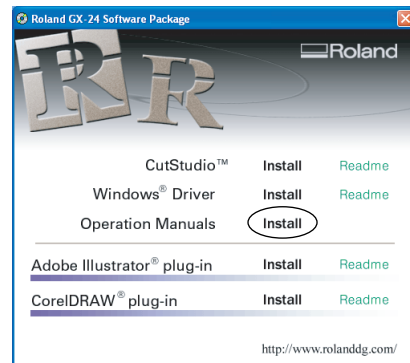 Roland GX-24 Software Package
Roland
CutStudio™ Install Readme
Windows® Driver Install Readme
Operation Manuals Install
Adobe Illustrator® plug-in Install Readme
CorelDRAW® plug-in Install Readme
http://www.rolanddg.com/